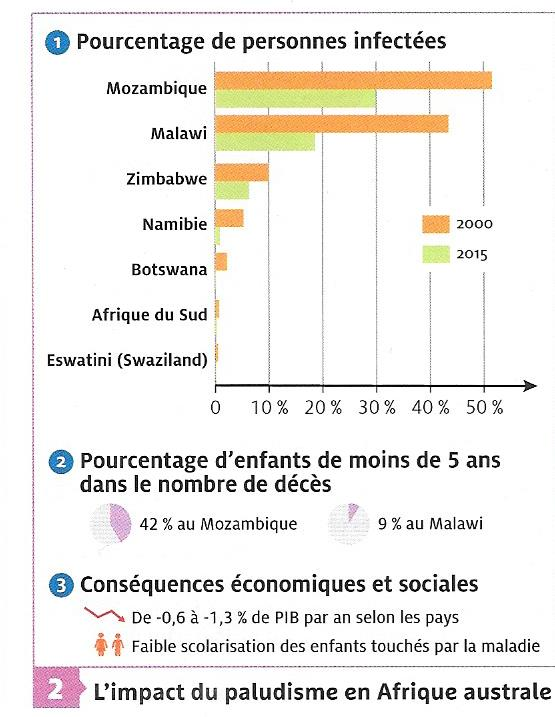 1 Pourcentage de personnes infectées
Mozambique
Malawi
Zimbabwe
Namibie
Botswana
Afrique du Sud
Eswatini (Swaziland)
2000
2015
0 10 % 20 % 30 % 40 % 50 %
2 Pourcentage d'enfants de moins de 5 ans
dans le nombre de décès
42 % au Mozambique 9 % au Malawi
3 Conséquences économiques et sociales
De -0,6 à -1,3 % de PIB par an selon les pays
Faible scolarisation des enfants touchés par la maladie
2 L'impact du paludisme en Afrique australe